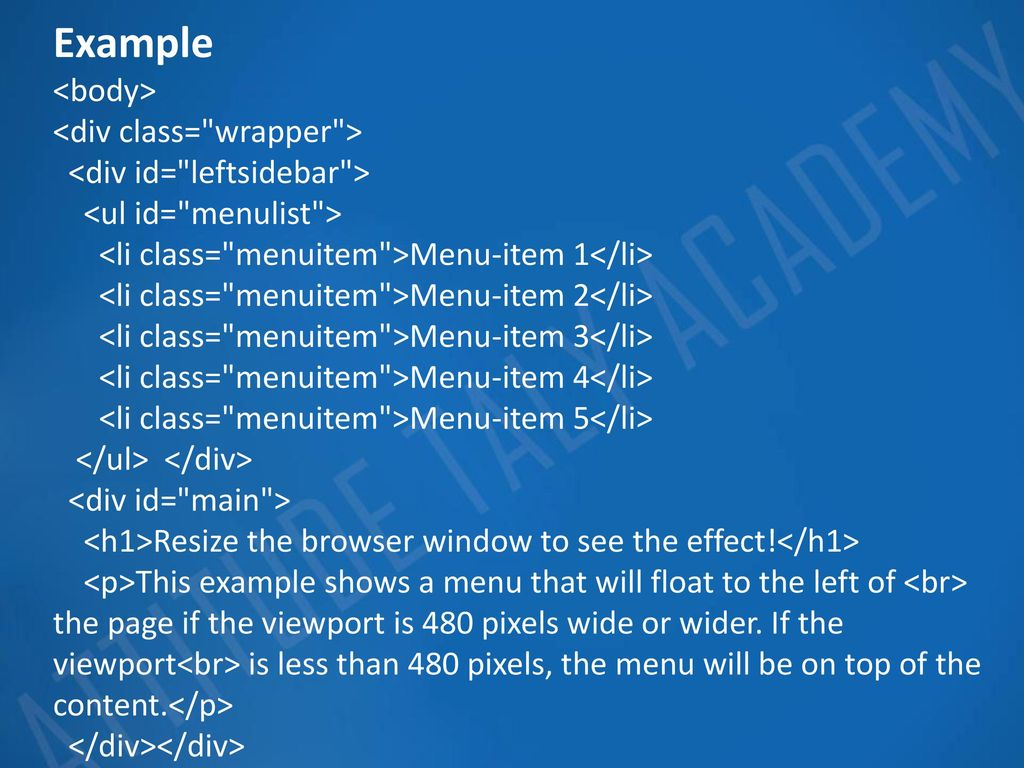 Example
<body>
<div class="wrapper">
<div id="leftsidebar">
<ul id="menulist">
<li class="menuitem">Menu-item 1</li>
<li class="menuitem">Menu-item 2</li>
<li class="menuitem">Menu-item 3</li>
<li class="menuitem">Menu-item 4</li>
<li class="menuitem">Menu-item 5</li>
</ul>  </div>
<div id="main">
<h1>Resize the browser window to see the effect!</h1>
<p>This example shows a menu that will float to the left of <br>
the page if the viewport is 480 pixels wide or wider. If the
viewport<br> is less than 480 pixels, the menu will be on top of the
content.</p>
</div></div>
ATTITUDE TALY ACADEMY